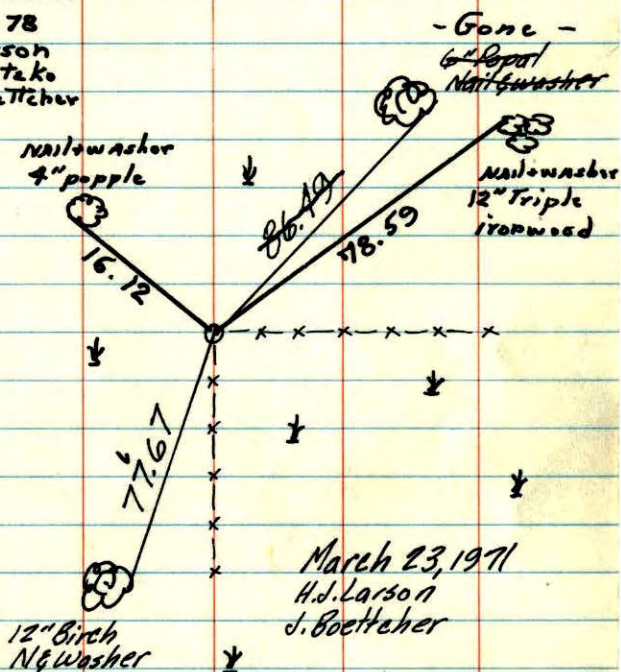 78
son
teko
ettcher
- Gone -
6" Popal
Nail & washer
Nail + washer
4" popple
Nail + washer
12" Triple
ironwood
86.49
78.59
16.12
77.67
March 23, 1971
H.J. Larson
J. Boettcher
12" Birch
N & Washer